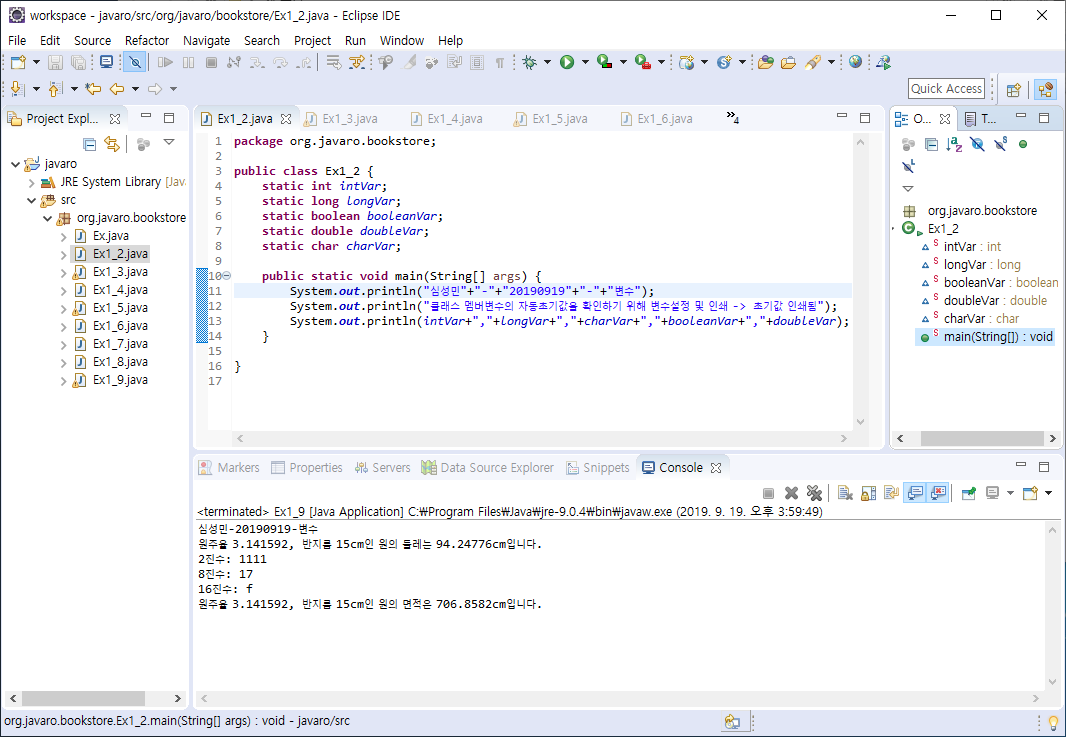 workspace - javaro/src/org/javaro/bookstore/Ex1_2.java - Eclipse IDE
File Edit Source Refactor Navigate Search Project Run Window Help
Quick Access
Project Expl...
javaro
JRE System Library [Jav
src
org.javaro.bookstore
Ex.java
Ex1_2.java
Ex1_3.java
Ex1_4.java
Ex1_5.java
Ex1_6.java
Ex1_7.java
Ex1_8.java
Ex1_9.java
Ex1_2.java Ex1_3.java Ex1_4.java Ex1_5.java Ex1_6.java »4
1 package org.javaro.bookstore;
2
3 public class Ex1_2 {
4 static int intVar;
5 static long longVar;
6 static boolean booleanVar;
7 static double doubleVar;
8 static char charVar;
9
10 public static void main(String[] args) {
11 System.out.println("심성민"+"-"+"20190919"+"-"+"변수");
12 System.out.println("클래스 멤버변수의 자동초기값을 확인하기 위해 변수설정 및 인쇄 -> 초기값 인쇄됨");
13 System.out.println(intVar+","+longVar+","+charVar+","+booleanVar+","+doubleVar);
14 }
15
16 }
17
O... T...
org.javaro.bookstore
Ex1_2
intVar : int
longVar : long
booleanVar : boolean
doubleVar : double
charVar : char
main(String[]) : void
Markers Properties Servers Data Source Explorer Snippets Console
<terminated> Ex1_9 [Java Application] C:₩Program Files₩Java₩jre-9.0.4₩bin₩javaw.exe (2019. 9. 19. 오후 3:59:49)
심성민-20190919-변수
원주율 3.141592, 반지름 15cm인 원의 둘레는 94.24776cm입니다.
2진수: 1111
8진수: 17
16진수: f
원주율 3.141592, 반지름 15cm인 원의 면적은 706.8582cm입니다.
org.javaro.bookstore.Ex1_2.main(String[] args) : void - javaro/src